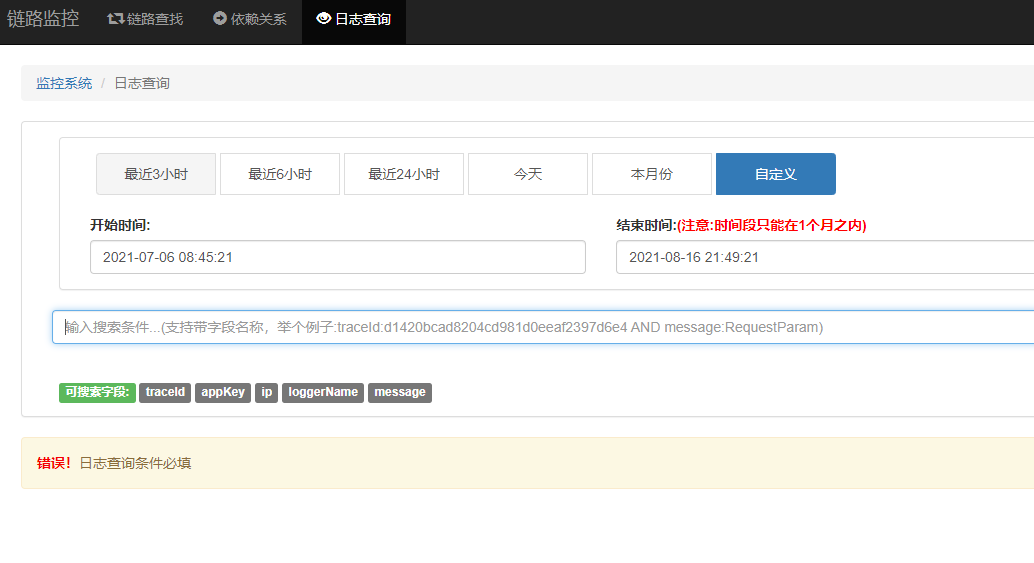 链路监控 链路查找 依赖关系 日志查询
监控系统 / 日志查询
最近3小时 最近6小时 最近24小时 今天 本月份 自定义
开始时间: 结束时间:(注意:时间段只能在1个月之内)
2021-07-06 08:45:21 2021-08-16 21:49:21
输入搜索条件...(支持带字段名称，举个例子:traceId:d1420bcad8204cd981d0eeaf2397d6e4 AND message:RequestParam)
可搜索字段: traceId appKey ip loggerName message
错误！日志查询条件必填